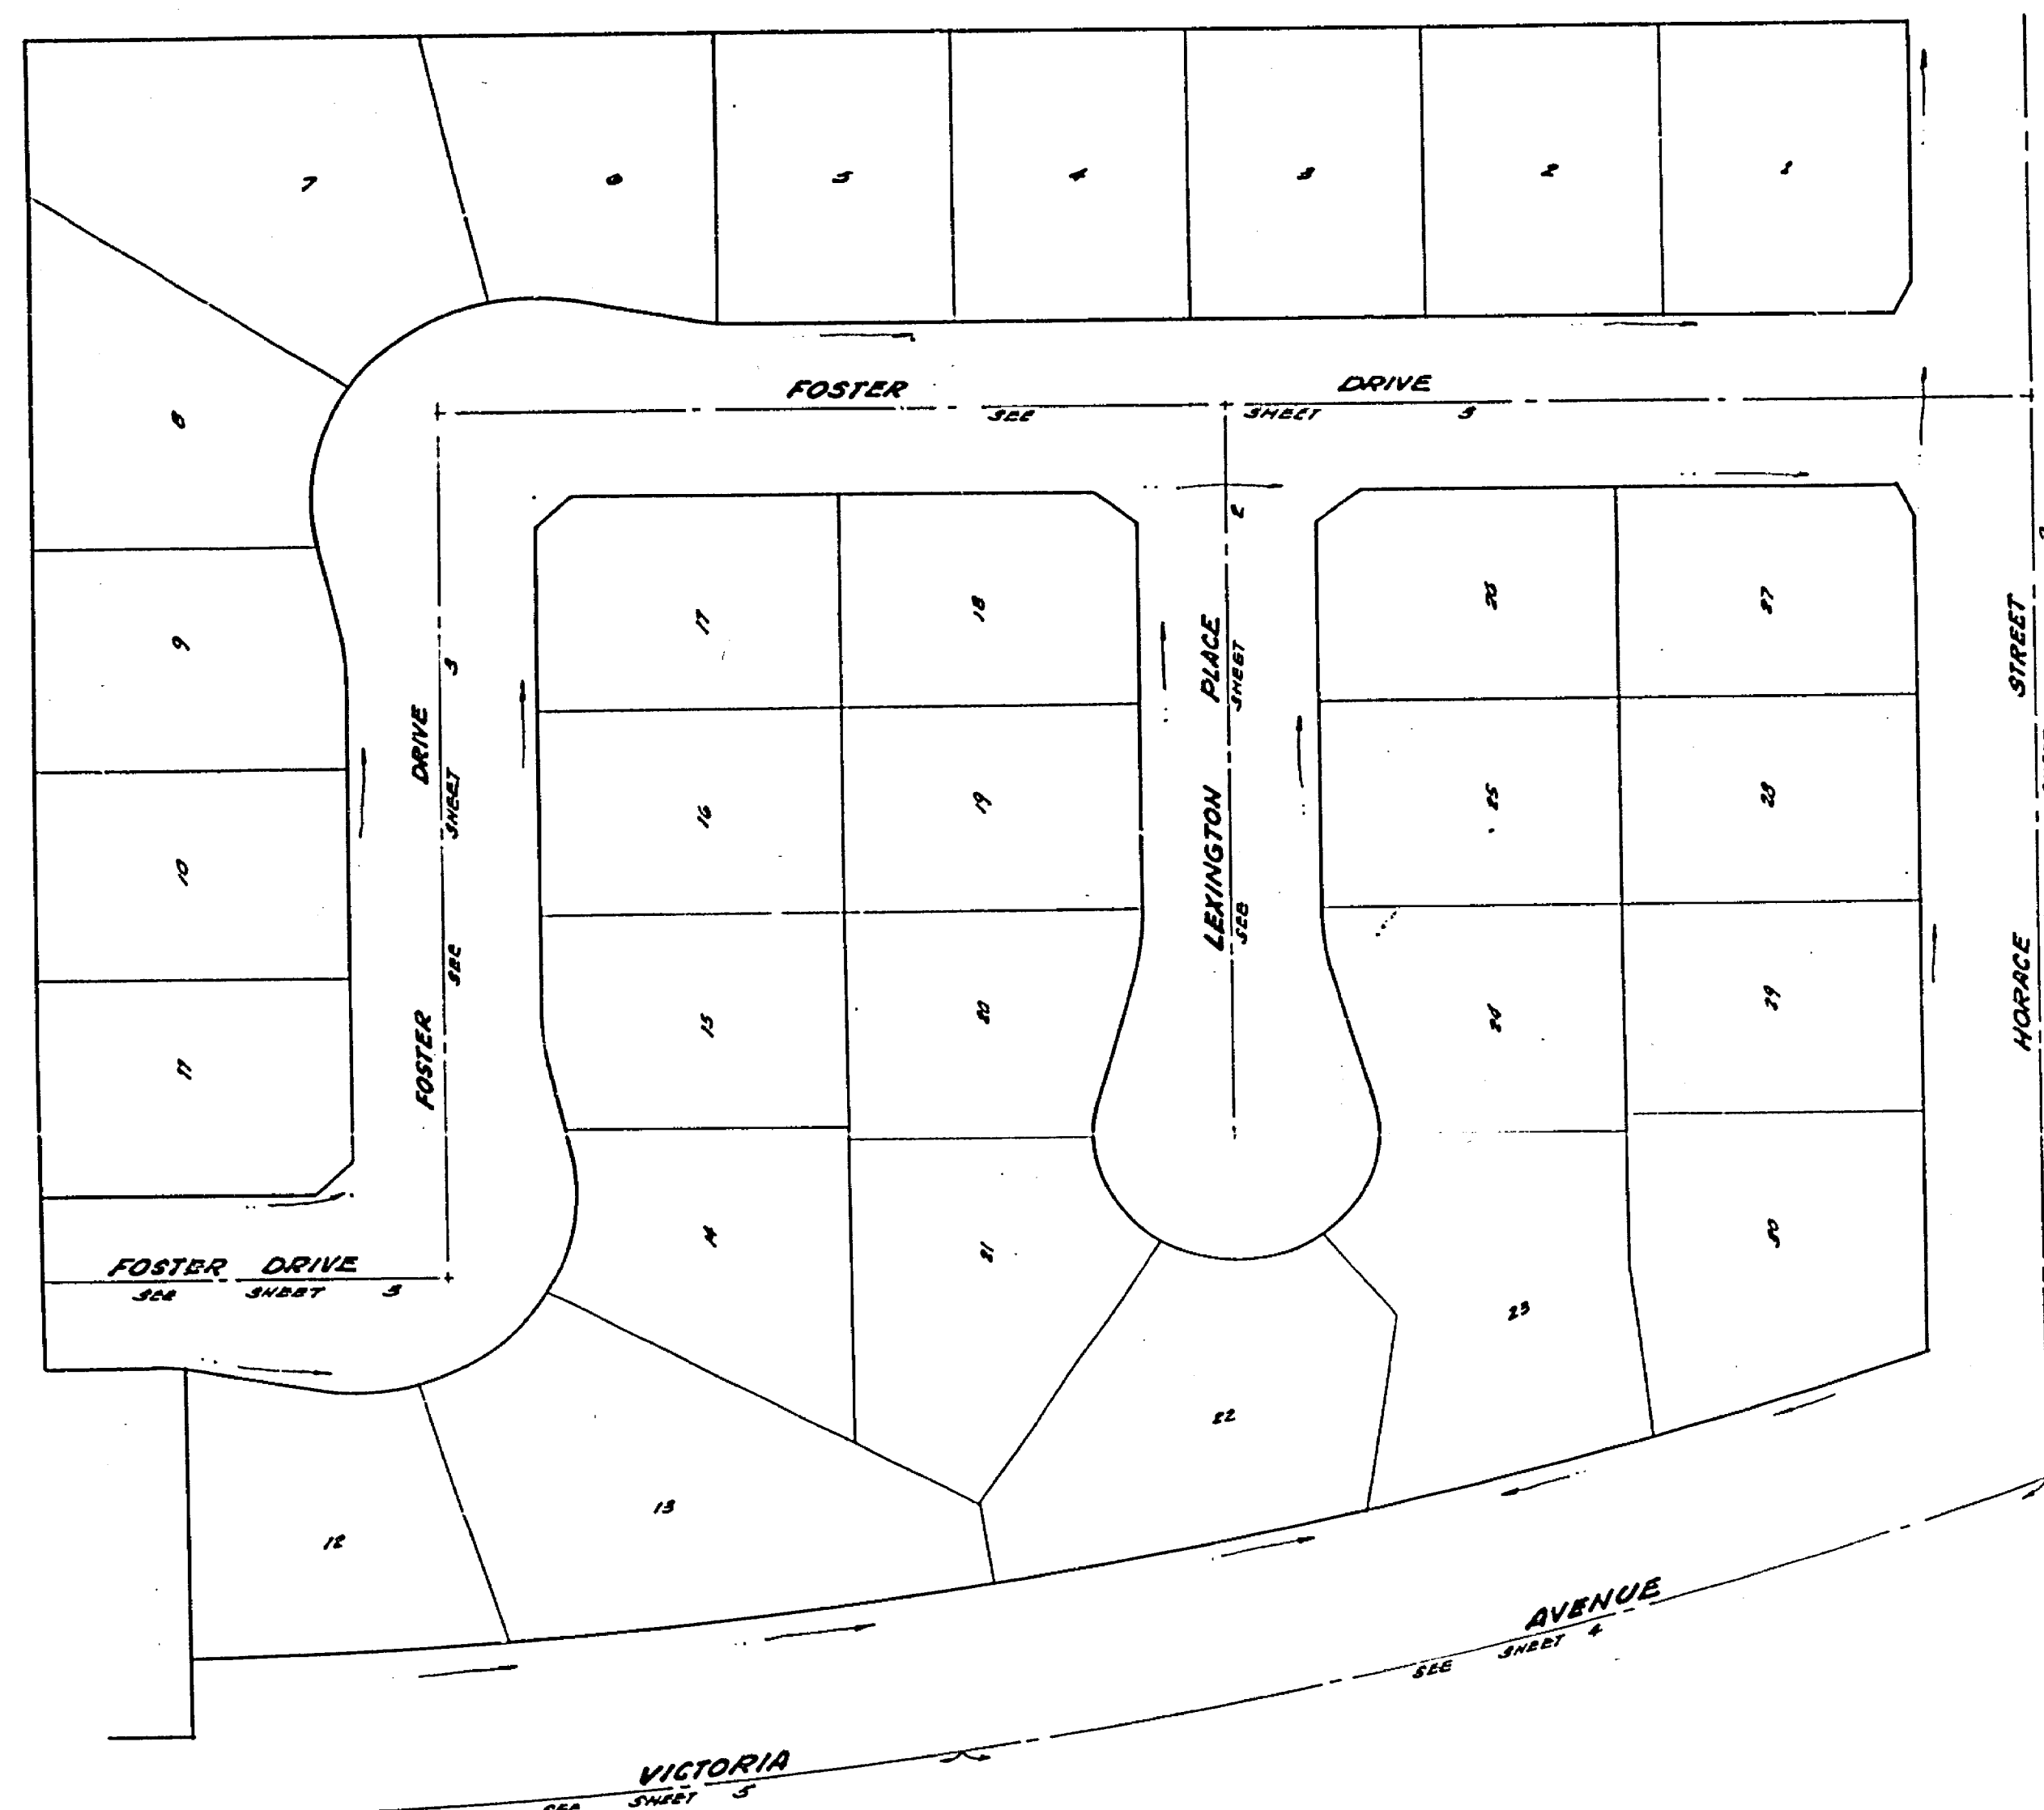 7 6 5 4 3 2 1
FOSTER DRIVE
SEE SHEET 3
8
9
10
11
17 18
16 19
15 20
14 21
26 27
25 28
24 29
23 30
22
13
12
FOSTER DRIVE
SEE SHEET 3
LEXINGTON PLACE
SEE SHEET 2
HORACE STREET
FOSTER DRIVE
SEE SHEET 3
VICTORIA AVENUE
SEE SHEET 5
SEE SHEET 4